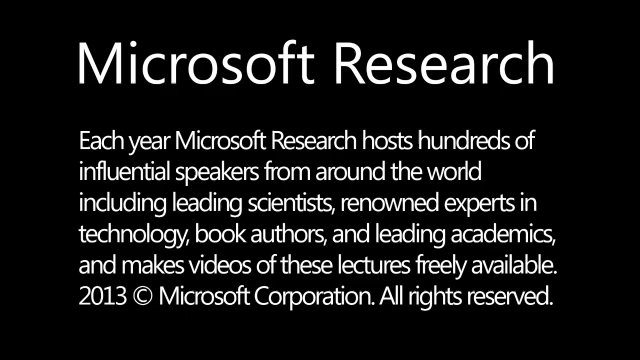 Microsoft Research
Each year Microsoft Research hosts hundreds of
influential speakers from around the world
including leading scientists, renowned experts in
technology, book authors, and leading academics,
and makes videos of these lectures freely available.
2013 © Microsoft Corporation. All rights reserved.